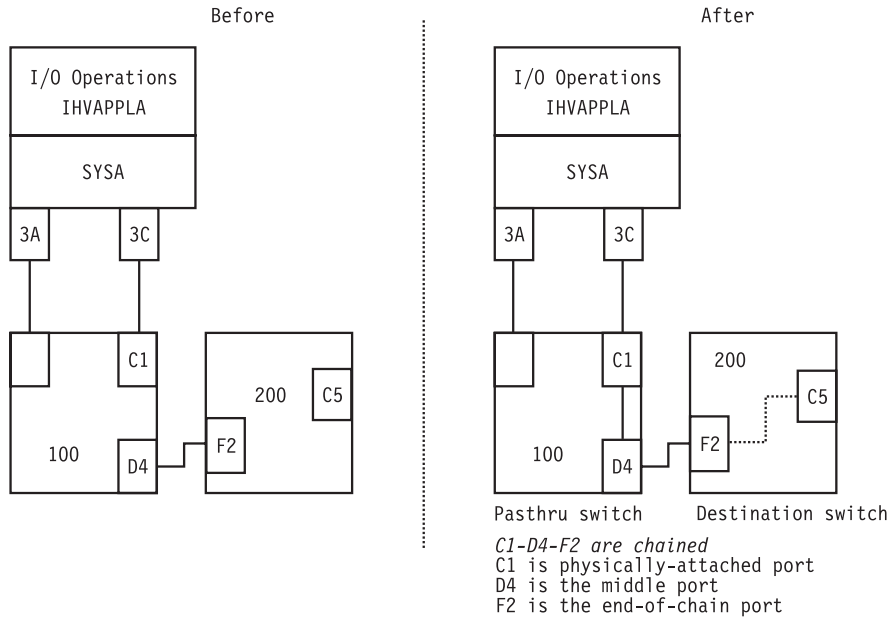 Before
I/O Operations
IHVAPPLA
SYSA
3A
3C
C1
100
D4
200
C5
F2
After
I/O Operations
IHVAPPLA
SYSA
3A
3C
C1
100
D4
200
C5
F2
Pasthru switch
Destination switch
C1-D4-F2 are chained
C1 is physically-attached port
D4 is the middle port
F2 is the end-of-chain port